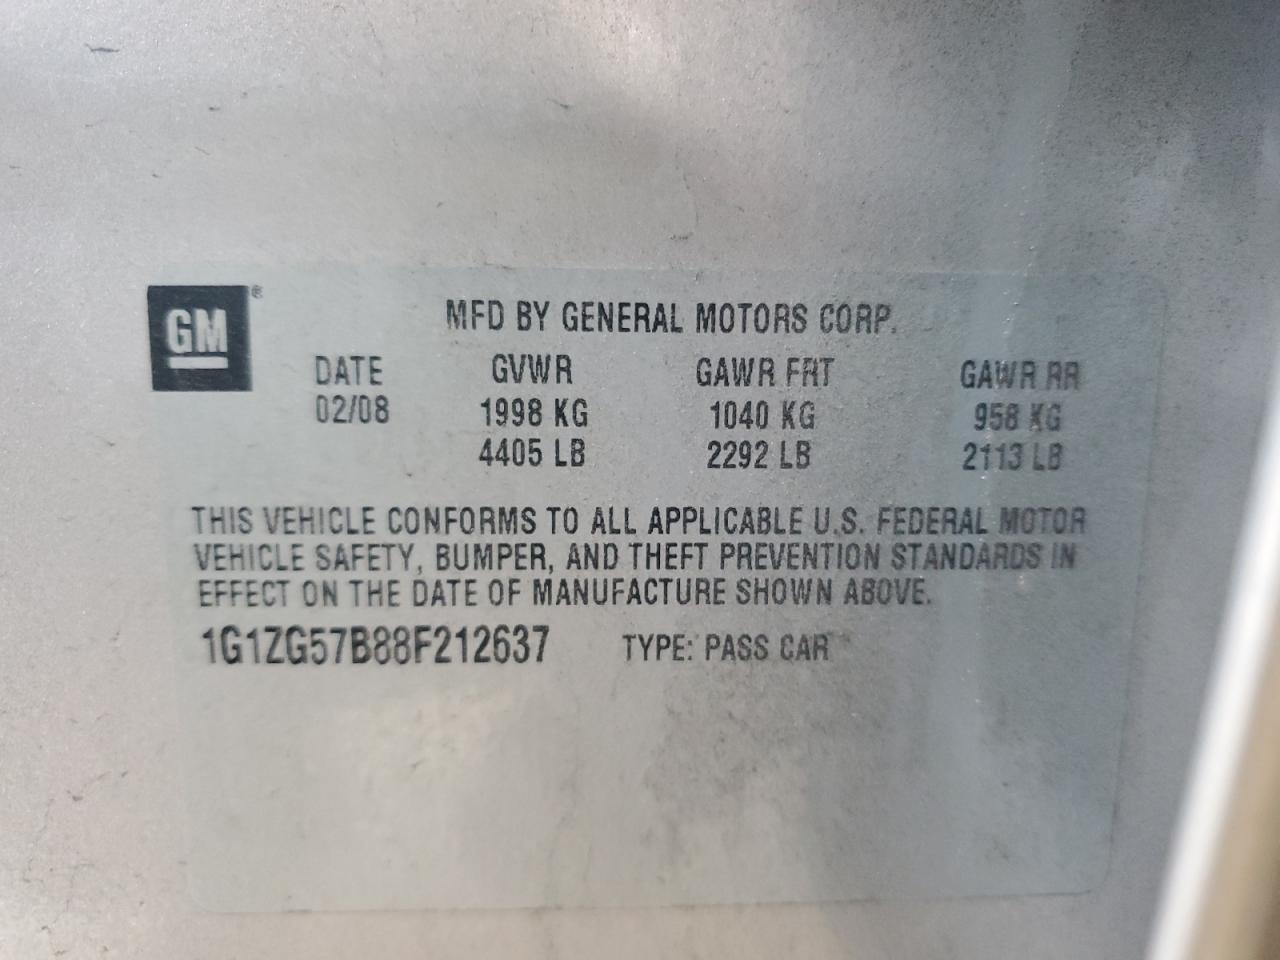 GM®
MFD BY GENERAL MOTORS CORP.
DATE GVWR GAWR FRT GAWR RR
02/08 1998 KG 1040 KG 958 KG
4405 LB 2292 LB 2113 LB
THIS VEHICLE CONFORMS TO ALL APPLICABLE U.S. FEDERAL MOTOR
VEHICLE SAFETY, BUMPER, AND THEFT PREVENTION STANDARDS IN
EFFECT ON THE DATE OF MANUFACTURE SHOWN ABOVE.
1G1ZG57B88F212637 TYPE: PASS CAR